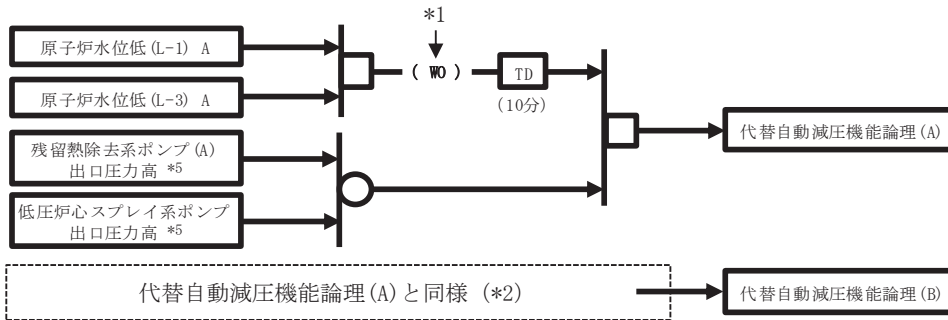 *1
原子炉水位低(L-1) A
( WO )
TD
(10分)
原子炉水位低(L-3) A
代替自動減圧機能論理(A)
残留熱除去系ポンプ(A)
出口圧力高 *5
低圧炉心スプレイ系ポンプ
出口圧力高 *5
代替自動減圧機能論理(A)と同様 (*2)
代替自動減圧機能論理(B)